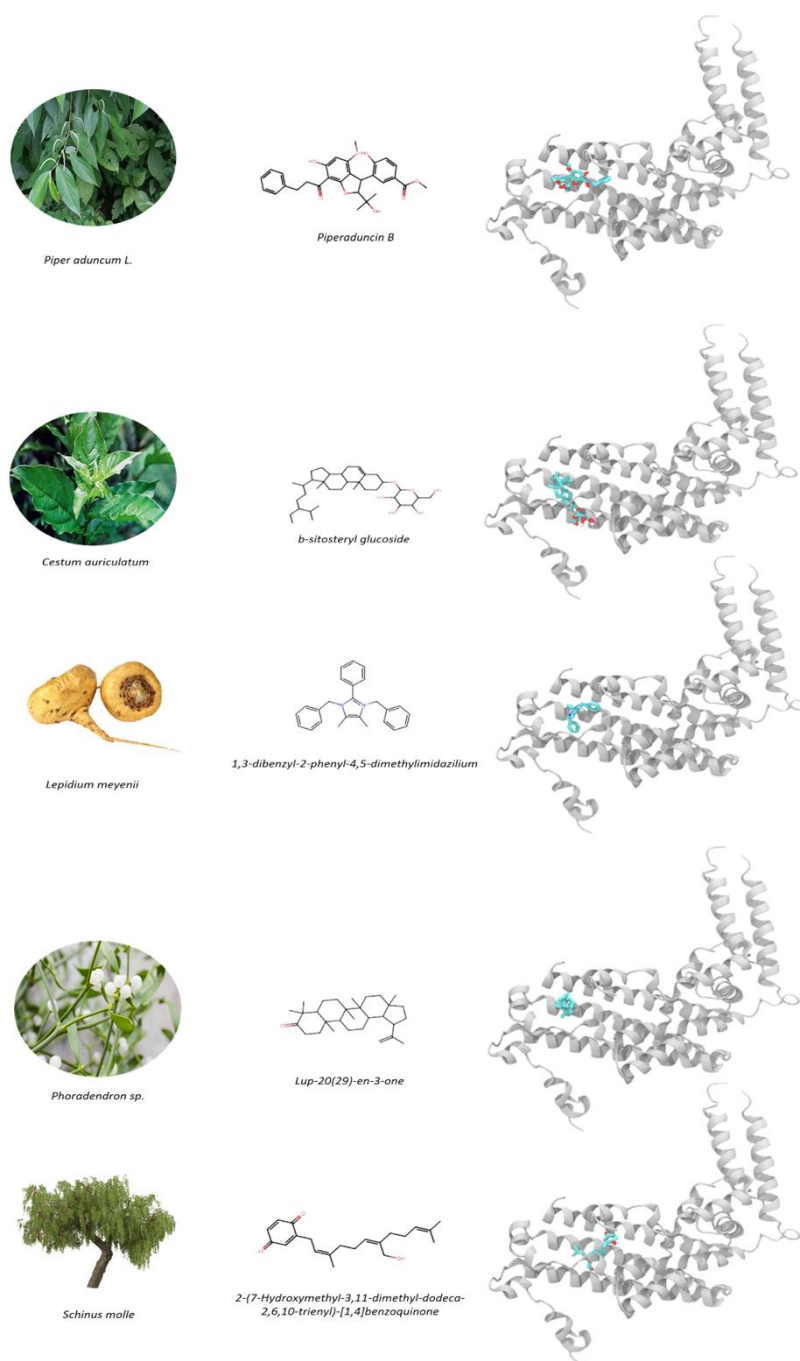 Piper aduncum L.
Piperaduncin B
Cestum auriculatum
b-sitosteryl glucoside
Lepidium meyenii
1,3-dibenzyl-2-phenyl-4,5-dimethylimidazilium
Phoradendron sp.
Lup-20(29)-en-3-one
Schinus molle
2-(7-Hydroxymethyl-3,11-dimethyl-dodeca-
2,6,10-trienyl)-[1,4]benzoquinone